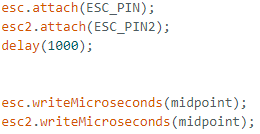 esc.attach(ESC_PIN);
esc2.attach(ESC_PIN2);
delay(1000);
esc.writeMicroseconds(midpoint);
esc2.writeMicroseconds(midpoint);